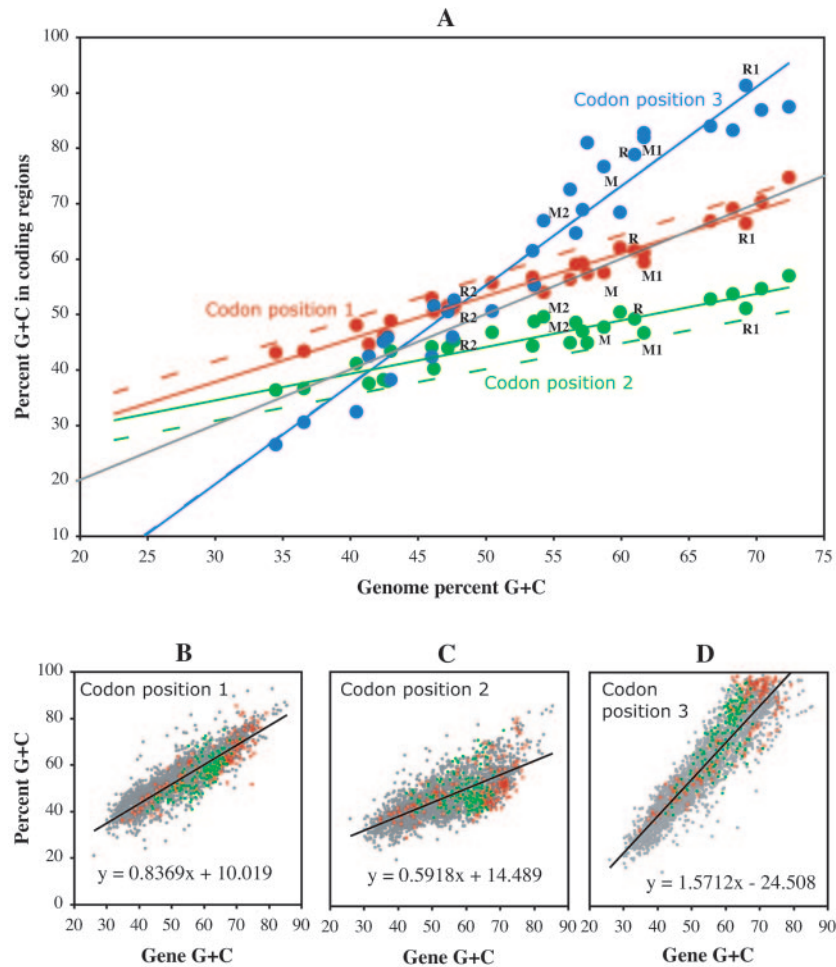 A
Percent G+C in coding regions
100
90
80
70
60
50
40
30
20
10
Codon position 3
R1
R
M1
M
M2
Codon position 1
R2
R
R1
M1
M
M2
R2
M2
R
M
M1
R1
R2
Codon position 2
20 25 30 35 40 45 50 55 60 65 70 75
Genome percent G+C
B C D
Percent G+C
100
80
60
40
20
0
Codon position 1
y = 0.8369x + 10.019
20 30 40 50 60 70 80 90
Gene G+C
Codon position 2
y = 0.5918x + 14.489
20 30 40 50 60 70 80 90
Gene G+C
Codon
position 3
y = 1.5712x - 24.508
20 30 40 50 60 70 80 90
Gene G+C